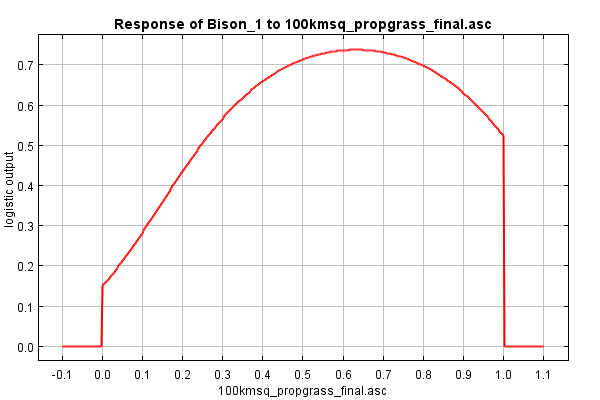 Response of Bison_1 to 100kmsq_propgrass_final.asc
logistic output
0.7
0.6
0.5
0.4
0.3
0.2
0.1
0.0
-0.1 0.0 0.1 0.2 0.3 0.4 0.5 0.6 0.7 0.8 0.9 1.0 1.1
100kmsq_propgrass_final.asc